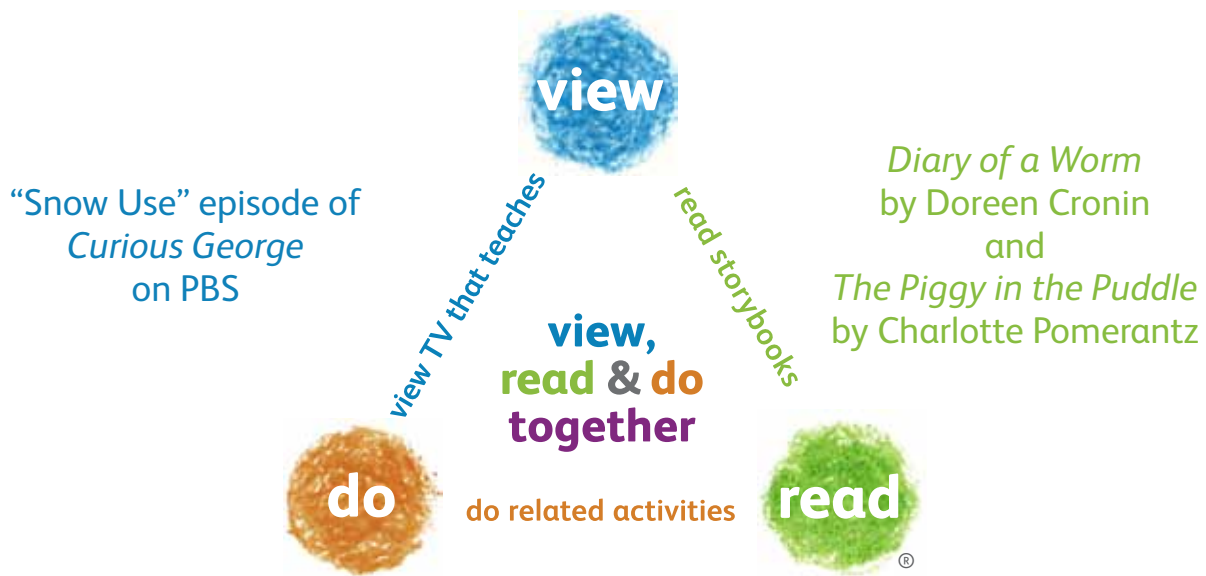 view
“Snow Use” episode of
Curious George
on PBS
view TV that teaches
read storybooks
Diary of a Worm
by Doreen Cronin
and
The Piggy in the Puddle
by Charlotte Pomerantz
view,
read & do
together
do
do related activities
read
®